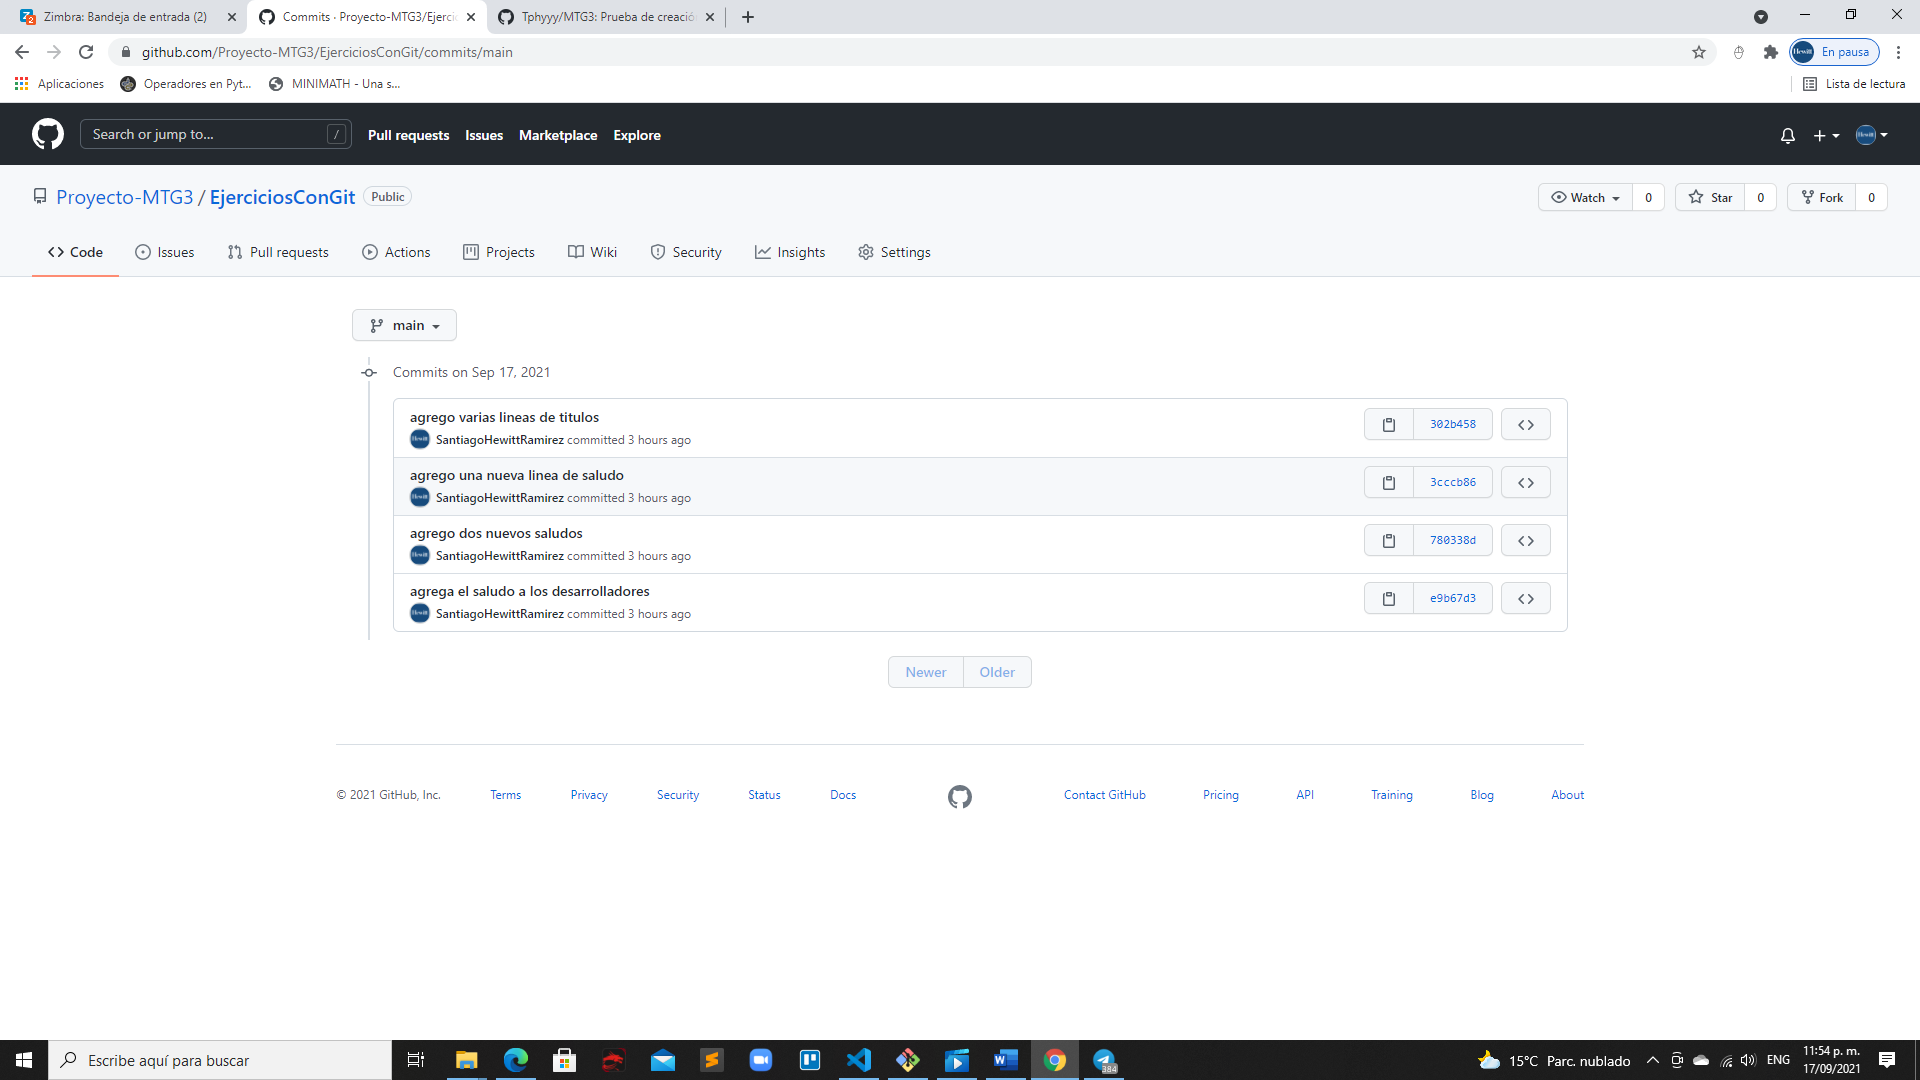 Zimbra: Bandeja de entrada (2)
Commits · Proyecto-MTG3/Ejerci
Tphyyy/MTG3: Prueba de creació
github.com/Proyecto-MTG3/EjerciciosConGit/commits/main
En pausa
Aplicaciones
Operadores en Pyt...
MINIMATH - Una s...
Lista de lectura
Search or jump to...
/
Pull requests
Issues
Marketplace
Explore
Proyecto-MTG3 / EjerciciosConGit
Public
Watch
0
Star
0
Fork
0
Code
Issues
Pull requests
Actions
Projects
Wiki
Security
Insights
Settings
main
Commits on Sep 17, 2021
agrego varias lineas de titulos
SantiagoHewittRamirez committed 3 hours ago
302b458
agrego una nueva linea de saludo
SantiagoHewittRamirez committed 3 hours ago
3cccb86
agrego dos nuevos saludos
SantiagoHewittRamirez committed 3 hours ago
780338d
agrega el saludo a los desarrolladores
SantiagoHewittRamirez committed 3 hours ago
e9b67d3
Newer
Older
© 2021 GitHub, Inc.
Terms
Privacy
Security
Status
Docs
Contact GitHub
Pricing
API
Training
Blog
About
Escribe aquí para buscar
384
15°C Parc. nublado
ENG
11:54 p. m.
17/09/2021